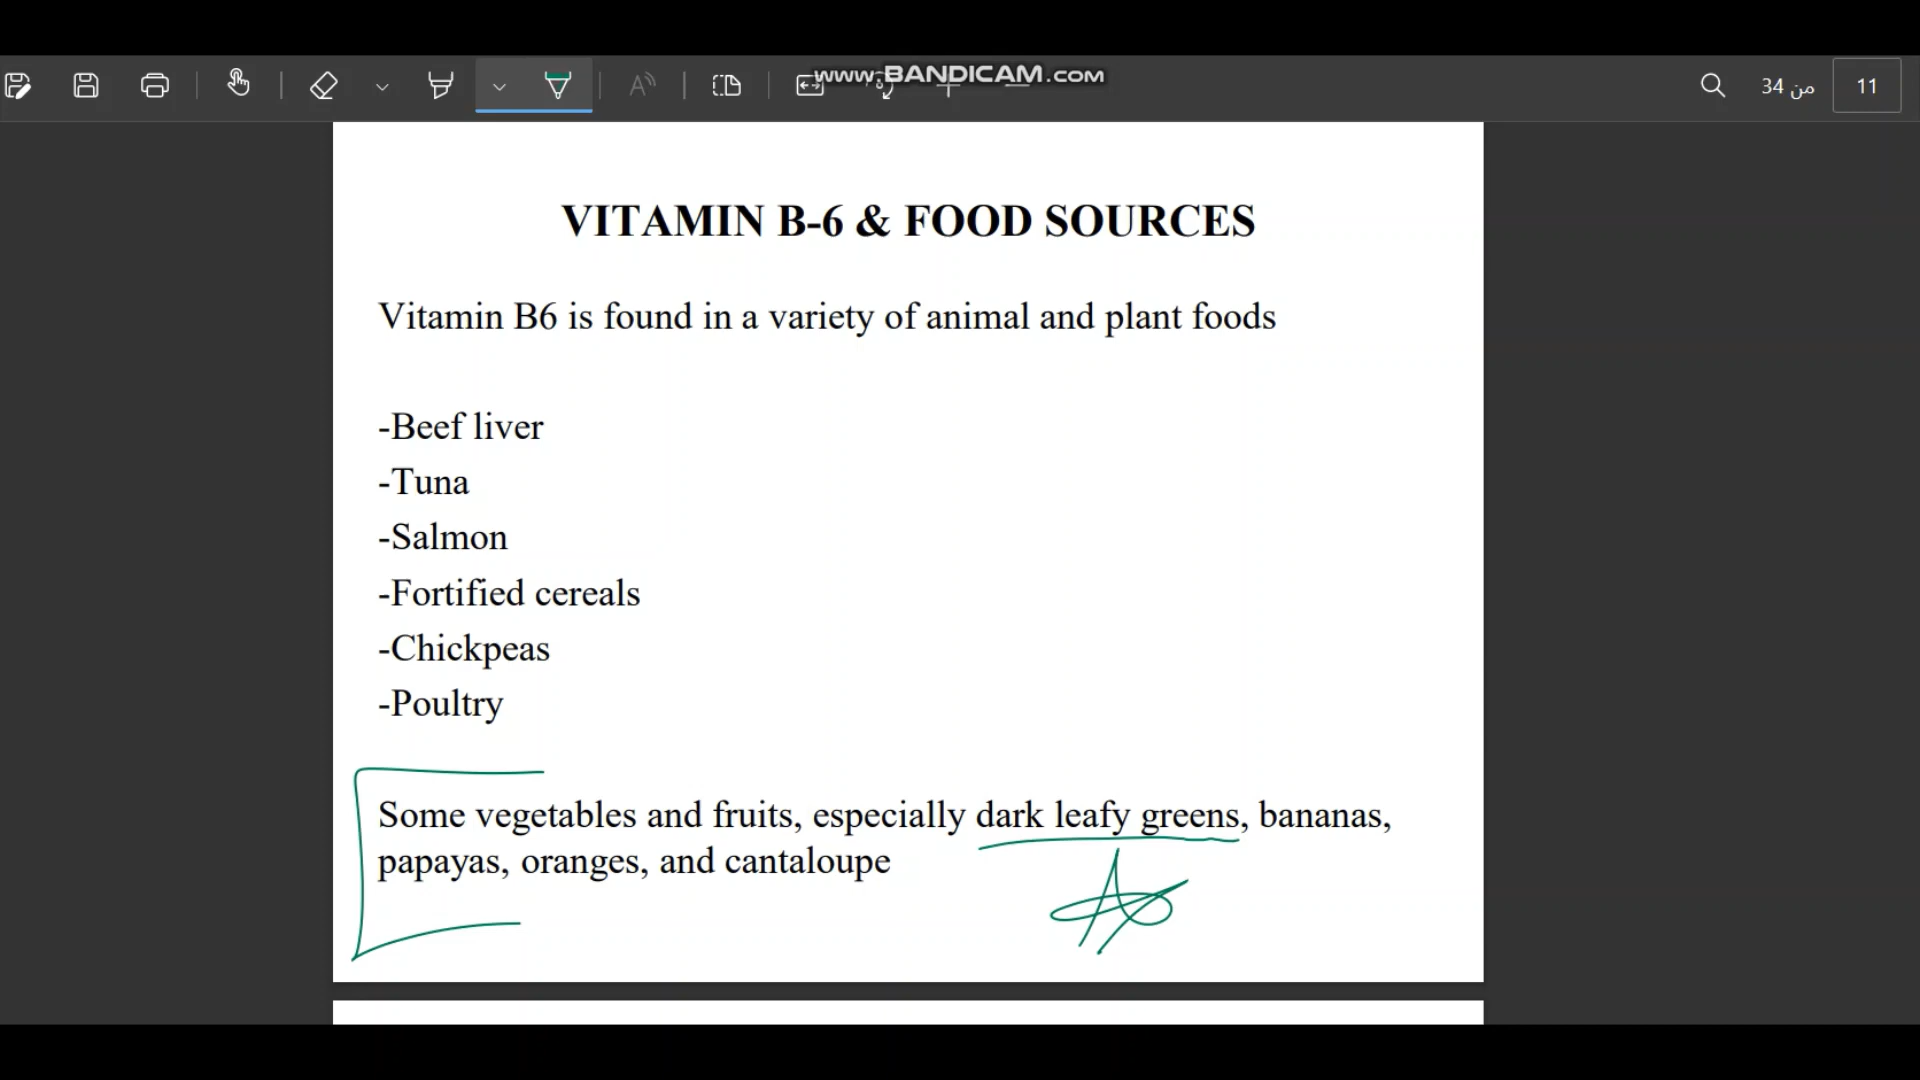 www.BANDICAM.com
11
من 34
VITAMIN B-6 & FOOD SOURCES
Vitamin B6 is found in a variety of animal and plant foods
-Beef liver
-Tuna
-Salmon
-Fortified cereals
-Chickpeas
-Poultry
Some vegetables and fruits, especially dark leafy greens, bananas,
papayas, oranges, and cantaloupe